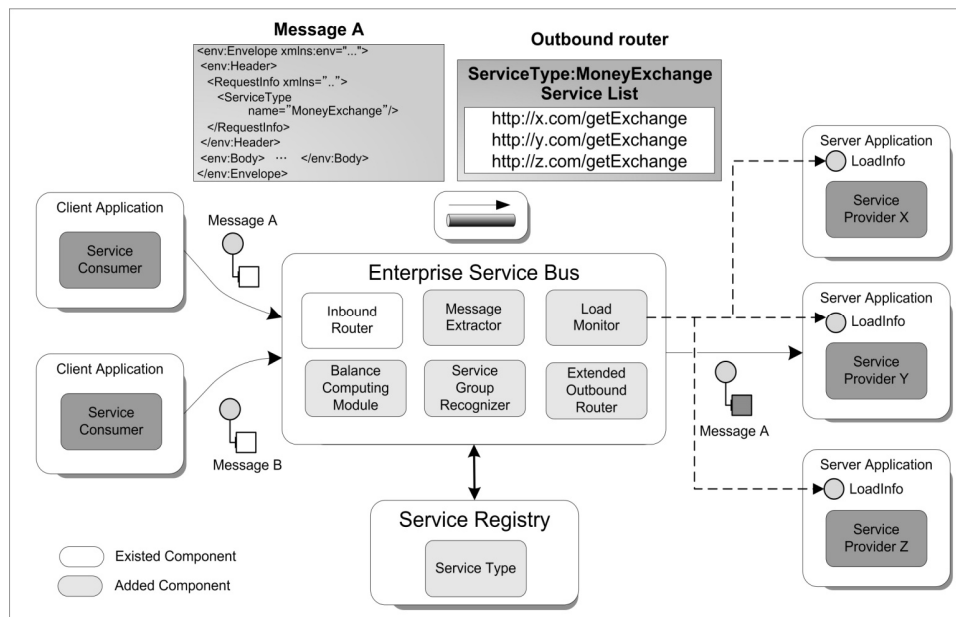 Message A
<env:Envelope xmlns:env="...">
<env:Header>
<RequestInfo xmlns=”..”>
<ServiceType
name=”MoneyExchange”/>
</RequestInfo>
</env:Header>
<env:Body> ··· </env:Body>
</env:Envelope>
Outbound router
ServiceType:MoneyExchange
Service List
http://x.com/getExchange
http://y.com/getExchange
http://z.com/getExchange
Server Application
LoadInfo
Service
Provider X
Client Application
Service
Consumer
Message A
Enterprise Service Bus
Inbound
Router
Message
Extractor
Load
Monitor
Balance
Computing
Module
Service
Group
Recognizer
Extended
Outbound
Router
Server Application
LoadInfo
Service
Provider Y
Client Application
Service
Consumer
Message B
Message A
Server Application
LoadInfo
Service
Provider Z
Service Registry
Service Type
Existed Component
Added Component